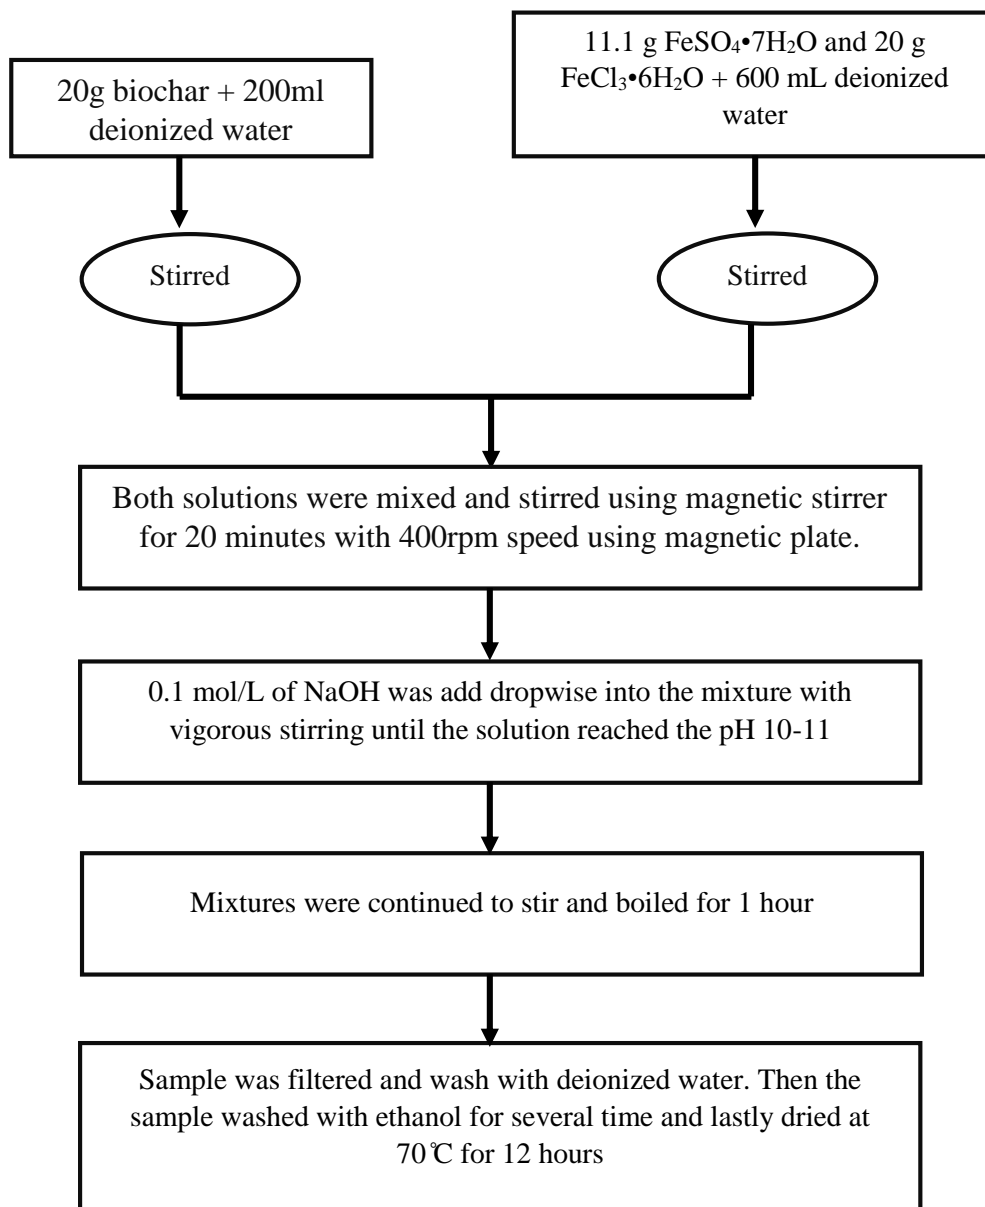 20g biochar + 200ml
deionized water
11.1 g FeSO₄•7H₂O and 20 g
FeCl₃•6H₂O + 600 mL deionized
water
Stirred
Stirred
Both solutions were mixed and stirred using magnetic stirrer
for 20 minutes with 400rpm speed using magnetic plate.
0.1 mol/L of NaOH was add dropwise into the mixture with
vigorous stirring until the solution reached the pH 10-11
Mixtures were continued to stir and boiled for 1 hour
Sample was filtered and wash with deionized water. Then the
sample washed with ethanol for several time and lastly dried at
70℃ for 12 hours